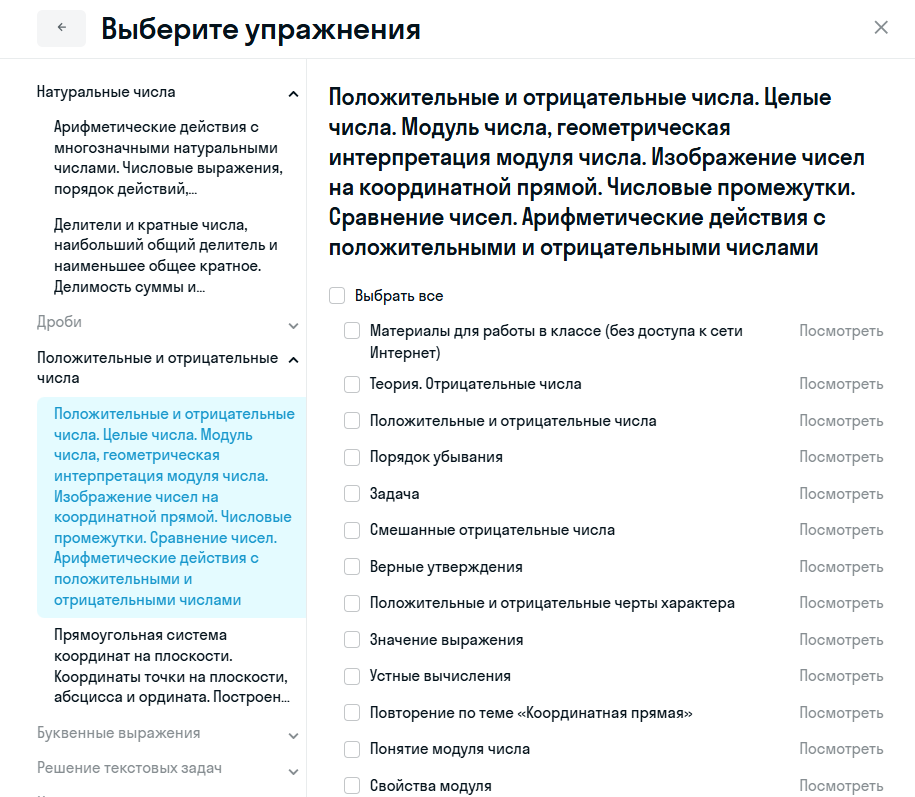 Выберите упражнения
Натуральные числа
Арифметические действия с
многозначными натуральными
числами. Числовые выражения,
порядок действий,...
Делители и кратные числа,
наибольший общий делитель и
наименьшее общее кратное.
Делимость суммы и...
Дроби
Положительные и отрицательные
числа
Положительные и отрицательные
числа. Целые числа. Модуль
числа, геометрическая
интерпретация модуля числа.
Изображение чисел на
координатной прямой. Числовые
промежутки. Сравнение чисел.
Арифметические действия с
положительными и
отрицательными числами
Прямоугольная система
координат на плоскости.
Координаты точки на плоскости,
абсцисса и ордината. Построен...
Буквенные выражения
Решение текстовых задач
Положительные и отрицательные числа. Целые
числа. Модуль числа, геометрическая
интерпретация модуля числа. Изображение чисел
на координатной прямой. Числовые промежутки.
Сравнение чисел. Арифметические действия с
положительными и отрицательными числами
Выбрать все
Материалы для работы в классе (без доступа к сети Посмотреть
Интернет)
Теория. Отрицательные числа Посмотреть
Положительные и отрицательные числа Посмотреть
Порядок убывания Посмотреть
Задача Посмотреть
Смешанные отрицательные числа Посмотреть
Верные утверждения Посмотреть
Положительные и отрицательные черты характера Посмотреть
Значение выражения Посмотреть
Устные вычисления Посмотреть
Повторение по теме «Координатная прямая» Посмотреть
Понятие модуля числа Посмотреть
Свойства модуля Посмотреть